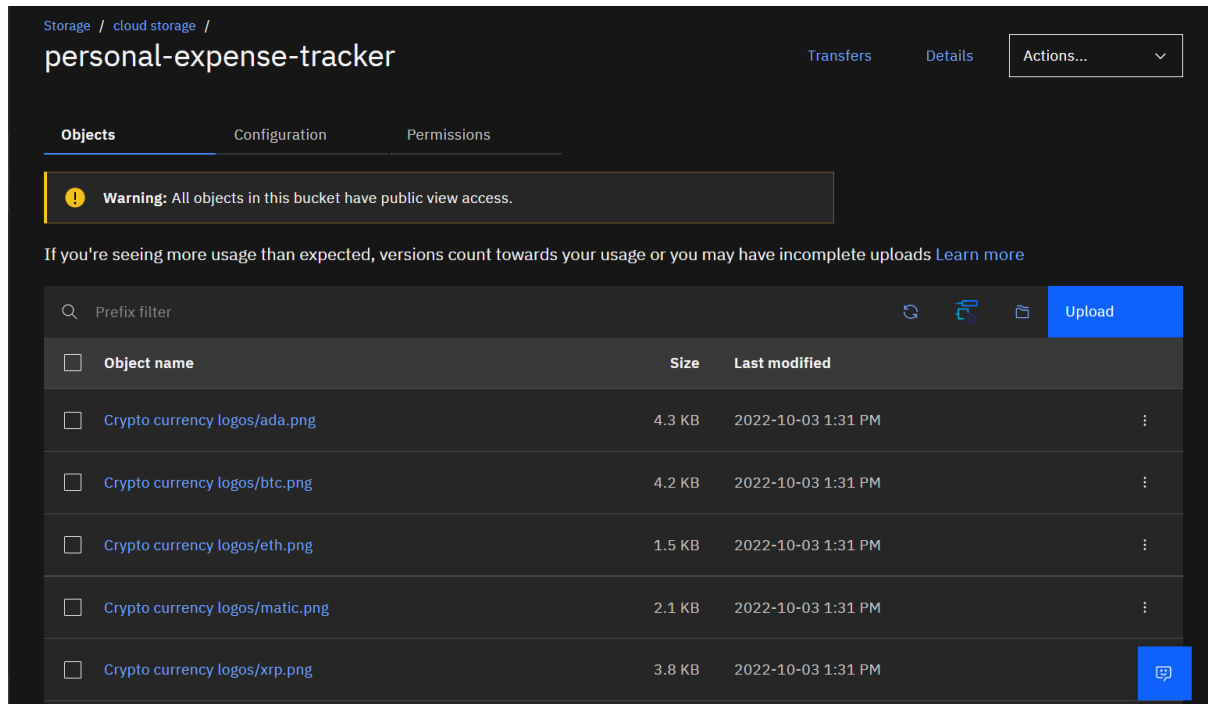 Storage / cloud storage /
personal-expense-tracker
Transfers Details Actions...
Objects Configuration Permissions
Warning: All objects in this bucket have public view access.
If you're seeing more usage than expected, versions count towards your usage or you may have incomplete uploads Learn more
Prefix filter Upload
Object name Size Last modified
Crypto currency logos/ada.png 4.3 KB 2022-10-03 1:31 PM
Crypto currency logos/btc.png 4.2 KB 2022-10-03 1:31 PM
Crypto currency logos/eth.png 1.5 KB 2022-10-03 1:31 PM
Crypto currency logos/matic.png 2.1 KB 2022-10-03 1:31 PM
Crypto currency logos/xrp.png 3.8 KB 2022-10-03 1:31 PM